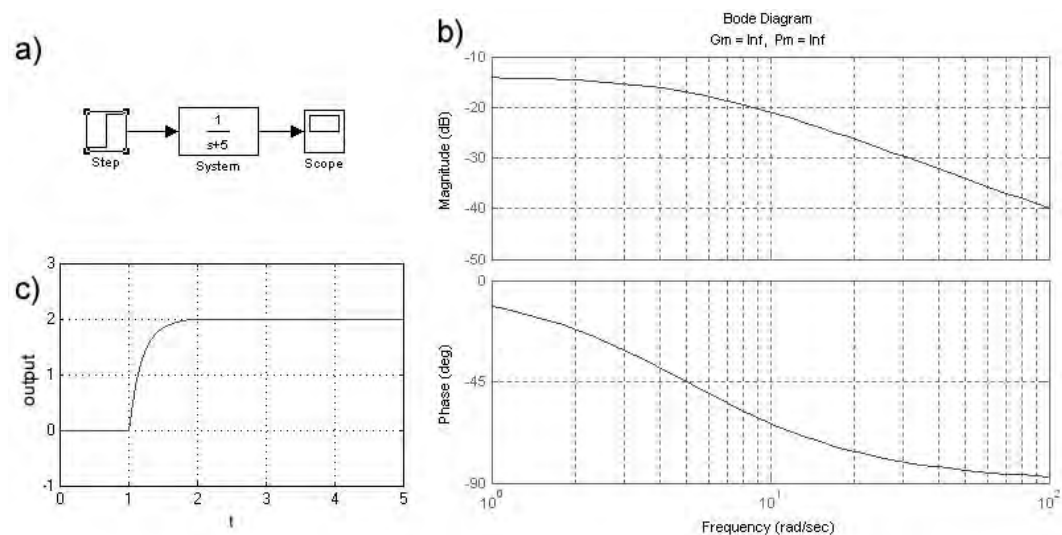 a)
1
s+5
Step
System
Scope
b)
Bode Diagram
Gm = Inf, Pm = Inf
-10
-20
-30
-40
-50
Magnitude (dB)
0
-45
-90
Phase (deg)
10^0
10^1
10^2
Frequency (rad/sec)
c)
3
2
1
0
-1
output
0
1
2
3
4
5
t